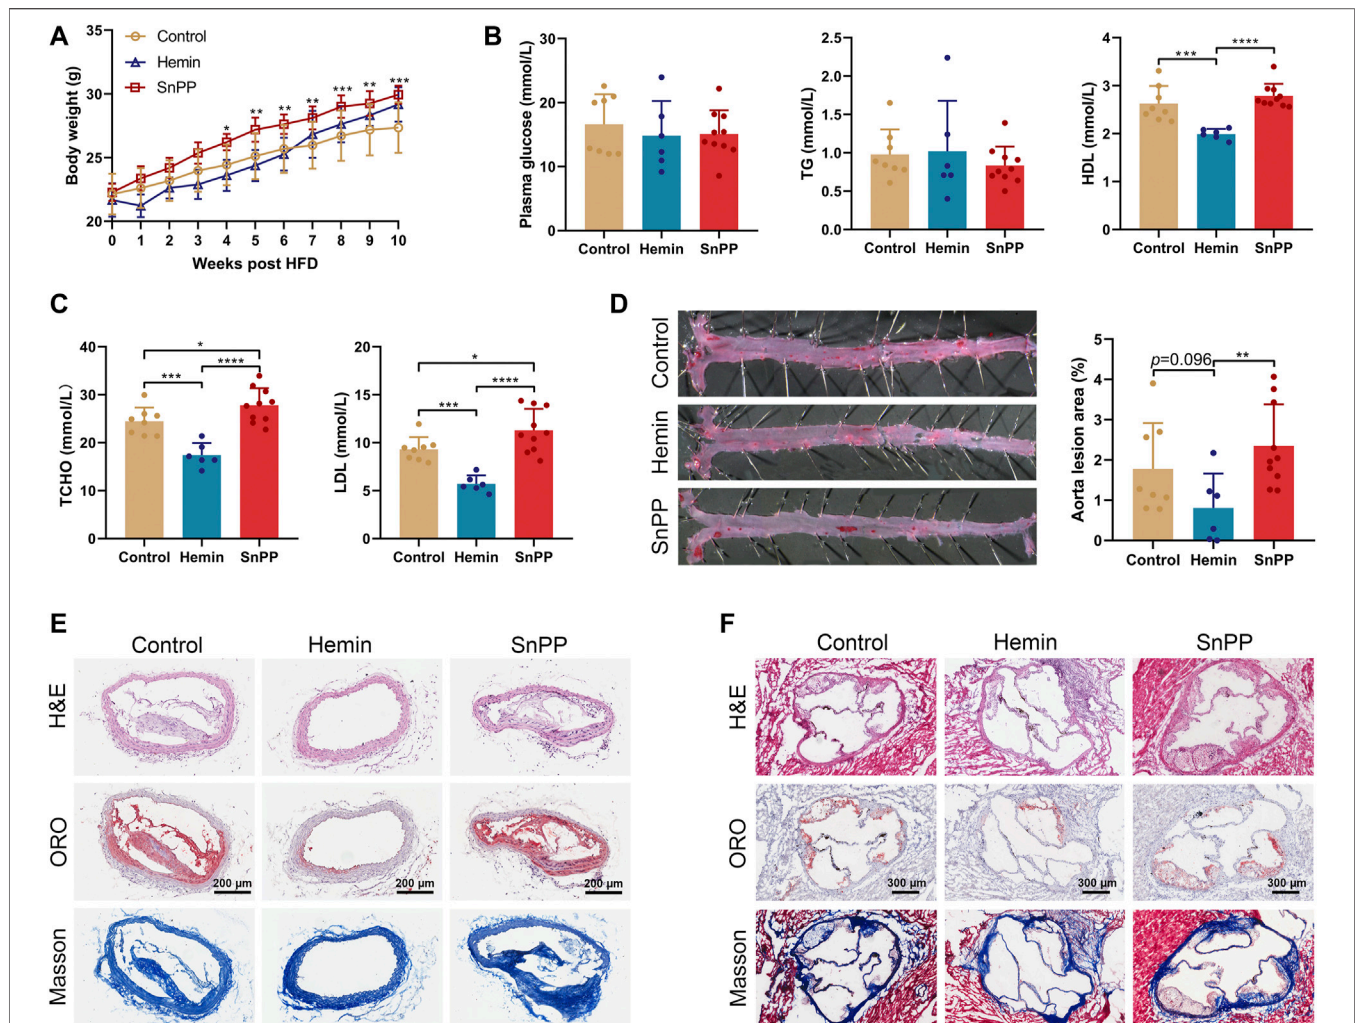 A
35
30
25
20
Body weight (g)
Control
Hemin
SnPP
*
**
**
**
***
**
***
0 1 2 3 4 5 6 7 8 9 10
Weeks post HFD
B
Plasma glucose (mmol/L)
30
20
10
0
Control Hemin SnPP
TG (mmol/L)
2.5
2.0
1.5
1.0
0.5
0.0
Control Hemin SnPP
HDL (mmol/L)
4
3
2
1
0
***
****
Control Hemin SnPP
C
TCHO (mmol/L)
40
30
20
10
0
*
****
***
Control Hemin SnPP
LDL (mmol/L)
20
15
10
5
0
*
****
***
Control Hemin SnPP
D
Control
Hemin
SnPP
Aorta lesion area (%)
5
4
3
2
1
0
p=0.096
**
Control Hemin SnPP
E
Control Hemin SnPP
H&E
ORO
200 µm 200 µm 200 µm
Masson
F
Control Hemin SnPP
H&E
ORO
300 µm 300 µm 300 µm
Masson